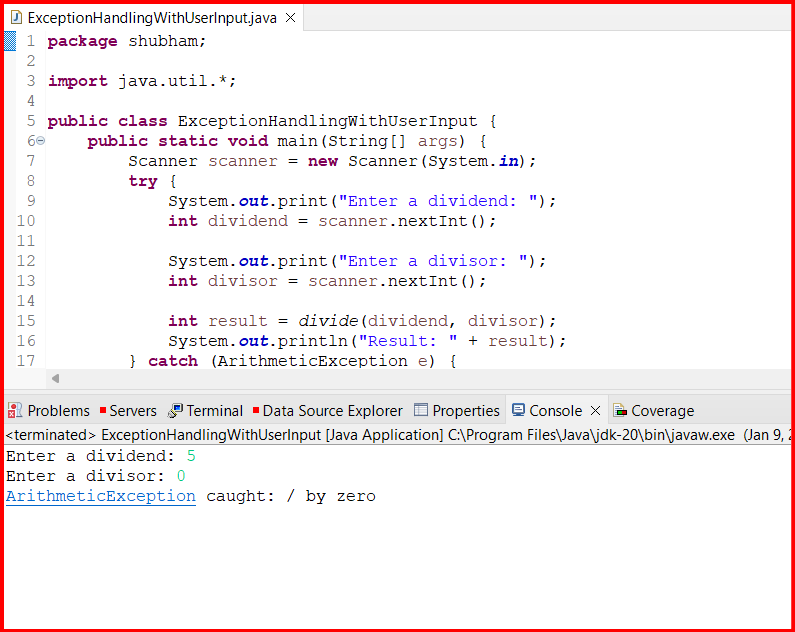 ExceptionHandlingWithUserInput.java ×
1 package shubham;
2
3 import java.util.*;
4
5 public class ExceptionHandlingWithUserInput {
6 public static void main(String[] args) {
7 Scanner scanner = new Scanner(System.in);
8 try {
9 System.out.print("Enter a dividend: ");
10 int dividend = scanner.nextInt();
11
12 System.out.print("Enter a divisor: ");
13 int divisor = scanner.nextInt();
14
15 int result = divide(dividend, divisor);
16 System.out.println("Result: " + result);
17 } catch (ArithmeticException e) {
Problems Servers Terminal Data Source Explorer Properties Console × Coverage
<terminated> ExceptionHandlingWithUserInput [Java Application] C:\Program Files\Java\jdk-20\bin\javaw.exe (Jan 9,
Enter a dividend: 5
Enter a divisor: 0
ArithmeticException caught: / by zero